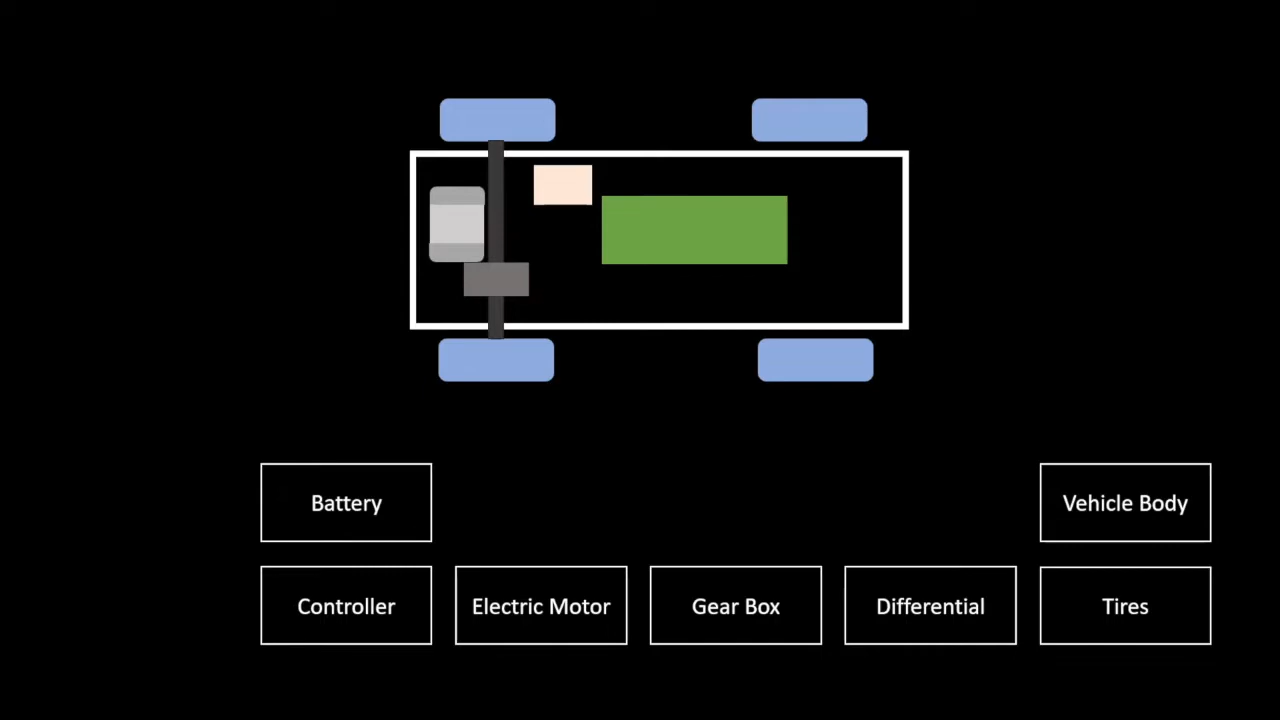 Battery
Vehicle Body
Controller
Electric Motor
Gear Box
Differential
Tires